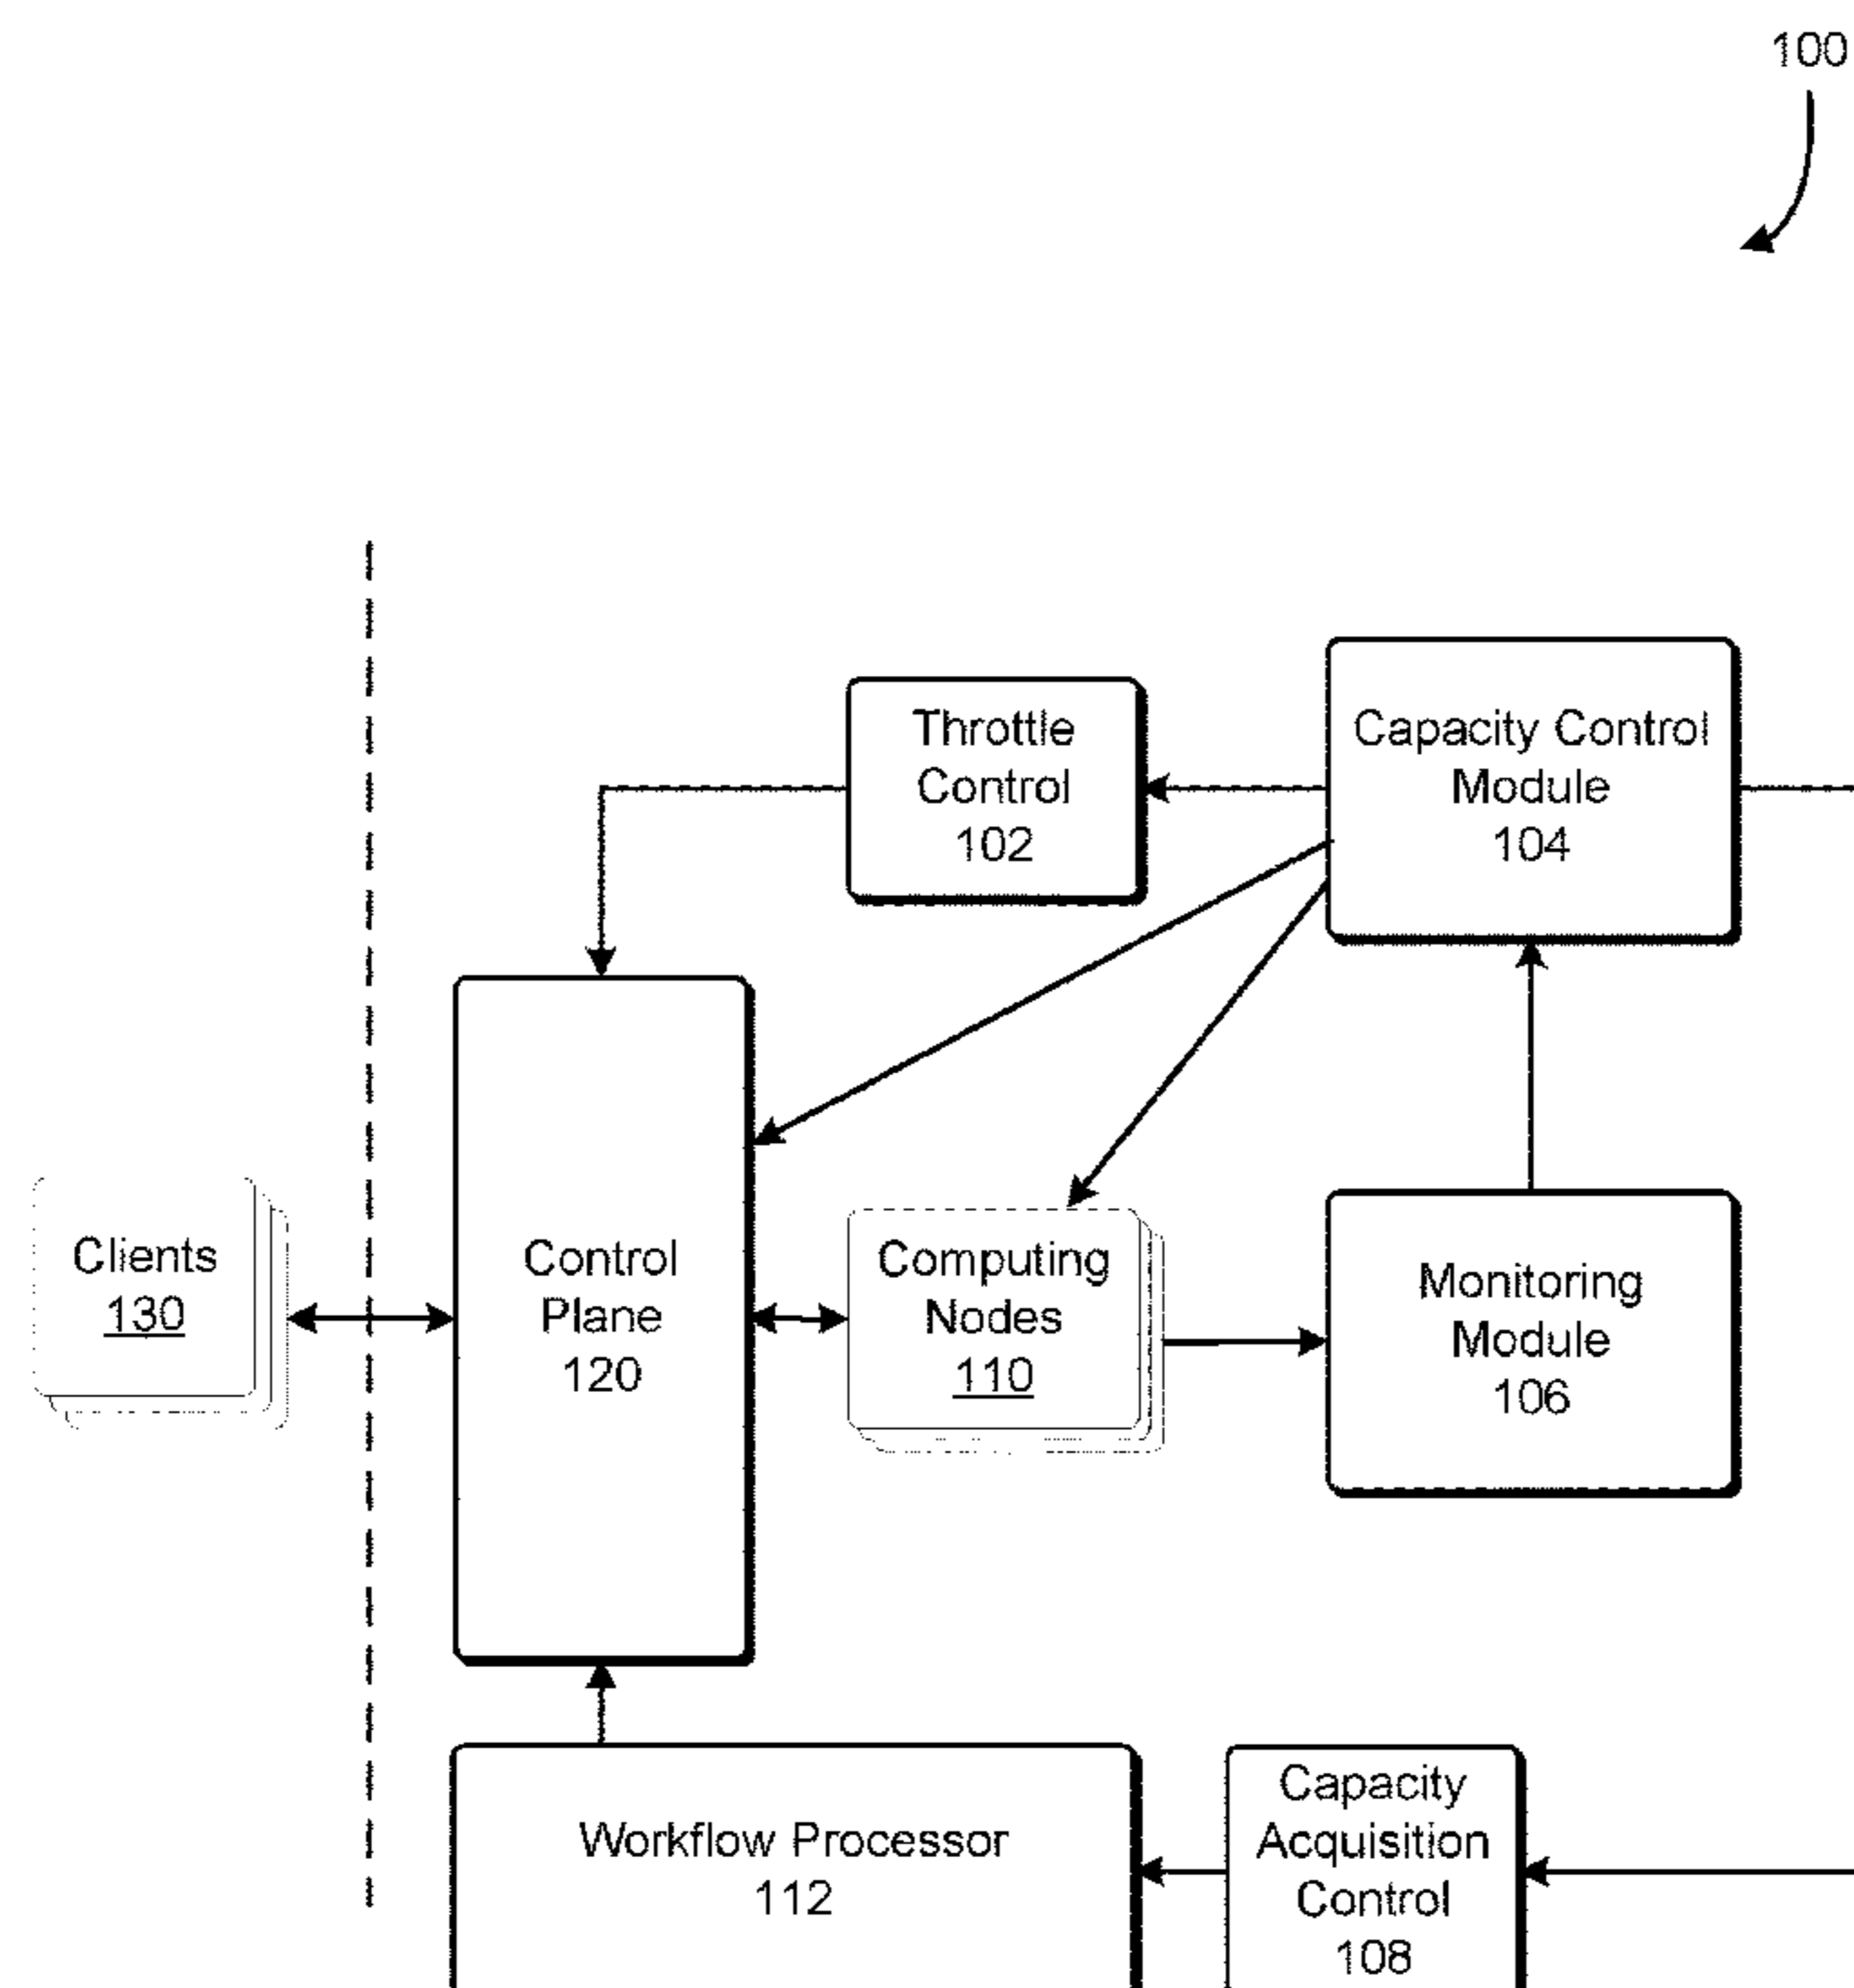 100
Throttle
Control
102
Capacity Control
Module
104
Clients
130
Control
Plane
120
Computing
Nodes
110
Monitoring
Module
106
Workflow Processor
112
Capacity
Acquisition
Control
108